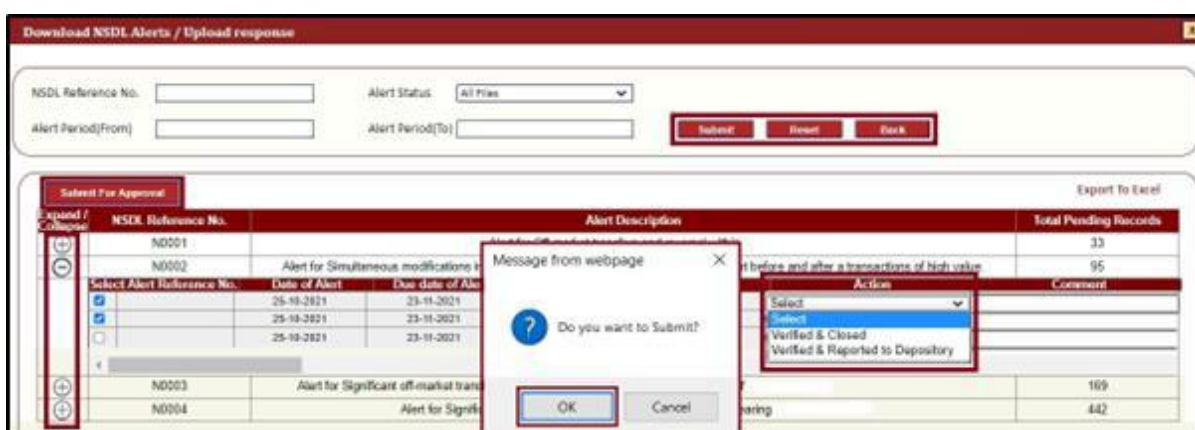 Download NSDL Alerts / Upload response
NSDL Reference No. Alert Status All Files
Alert Period(From) Alert Period(To) Submit Reset Back
Submit For Approval Export To Excel
Expand / Collapse NSDL Reference No. Alert Description Total Pending Records
N0001 33
N0002 Alert for Simultaneous modifications before and after a transactions of high value 95
Message from webpage
Select Alert Reference No. Date of Alert Due date of Action Comment
25-10-2021 23-11-2021 Select
25-10-2021 23-11-2021 Select
Do you want to Submit?
Verified & Closed
25-10-2021 23-11-2021 Verified & Reported to Depository
N0003 Alert for Significant off-market 169
N0004 Alert for 442
OK Cancel